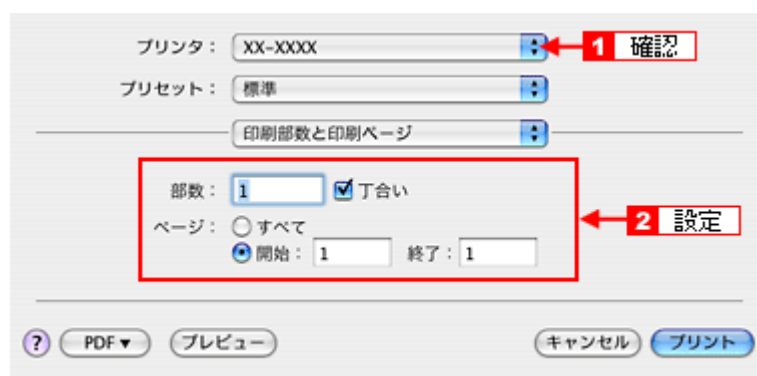 プリンタ： XX-XXXX 1 確認
プリセット： 標準
印刷部数と印刷ページ
部数： 1 丁合い
ページ： すべて
開始： 1 終了： 1
2 設定
? PDF▼ プレビュー キャンセル プリント